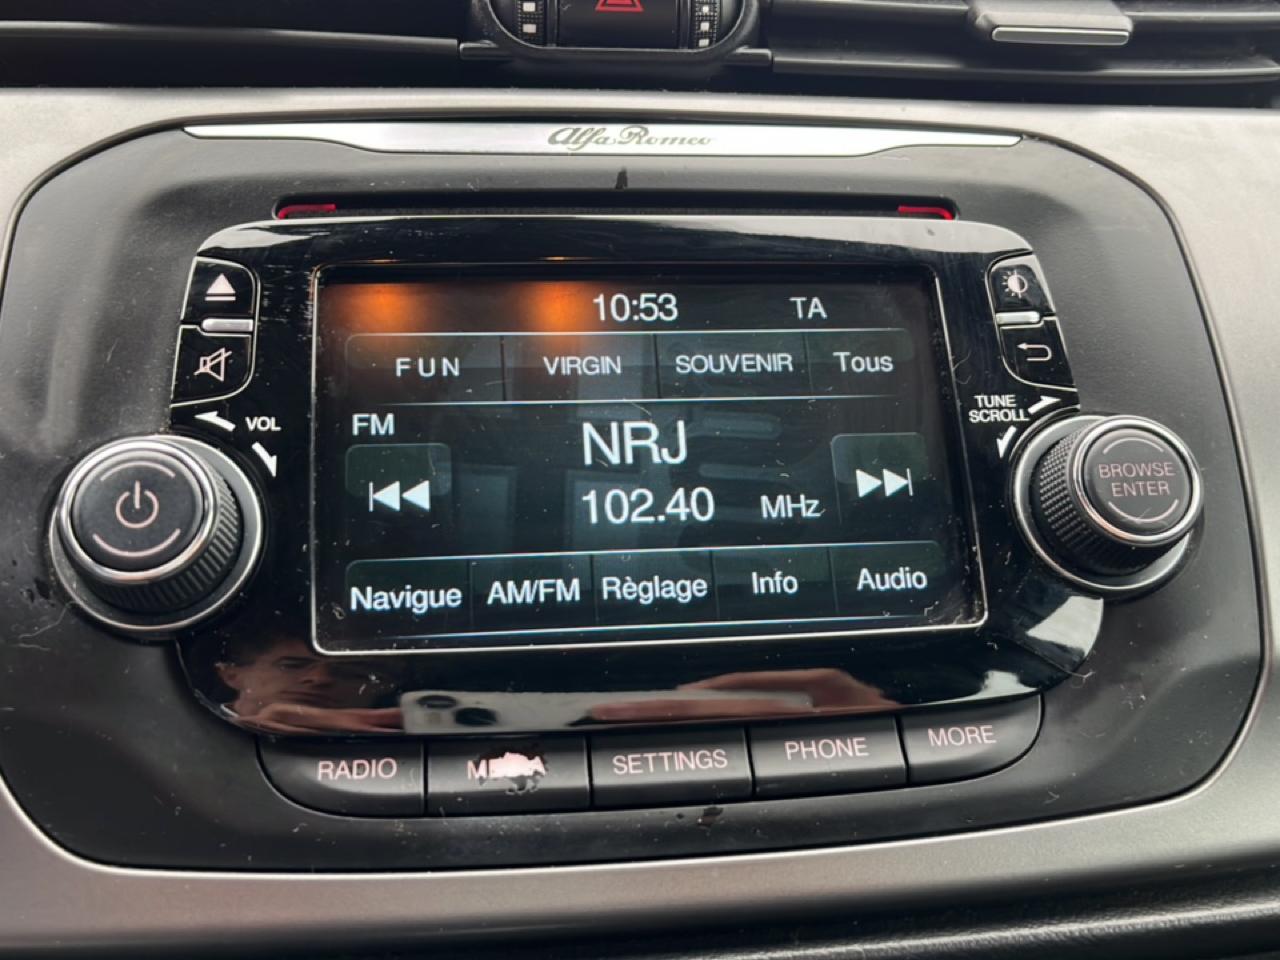 Alfa Romeo
10:53 TA
FUN VIRGIN SOUVENIR Tous
VOL
TUNE
SCROLL
FM
NRJ
102.40 MHz
BROWSE
ENTER
Navigue AM/FM Règlage Info Audio
RADIO SETTINGS PHONE MORE